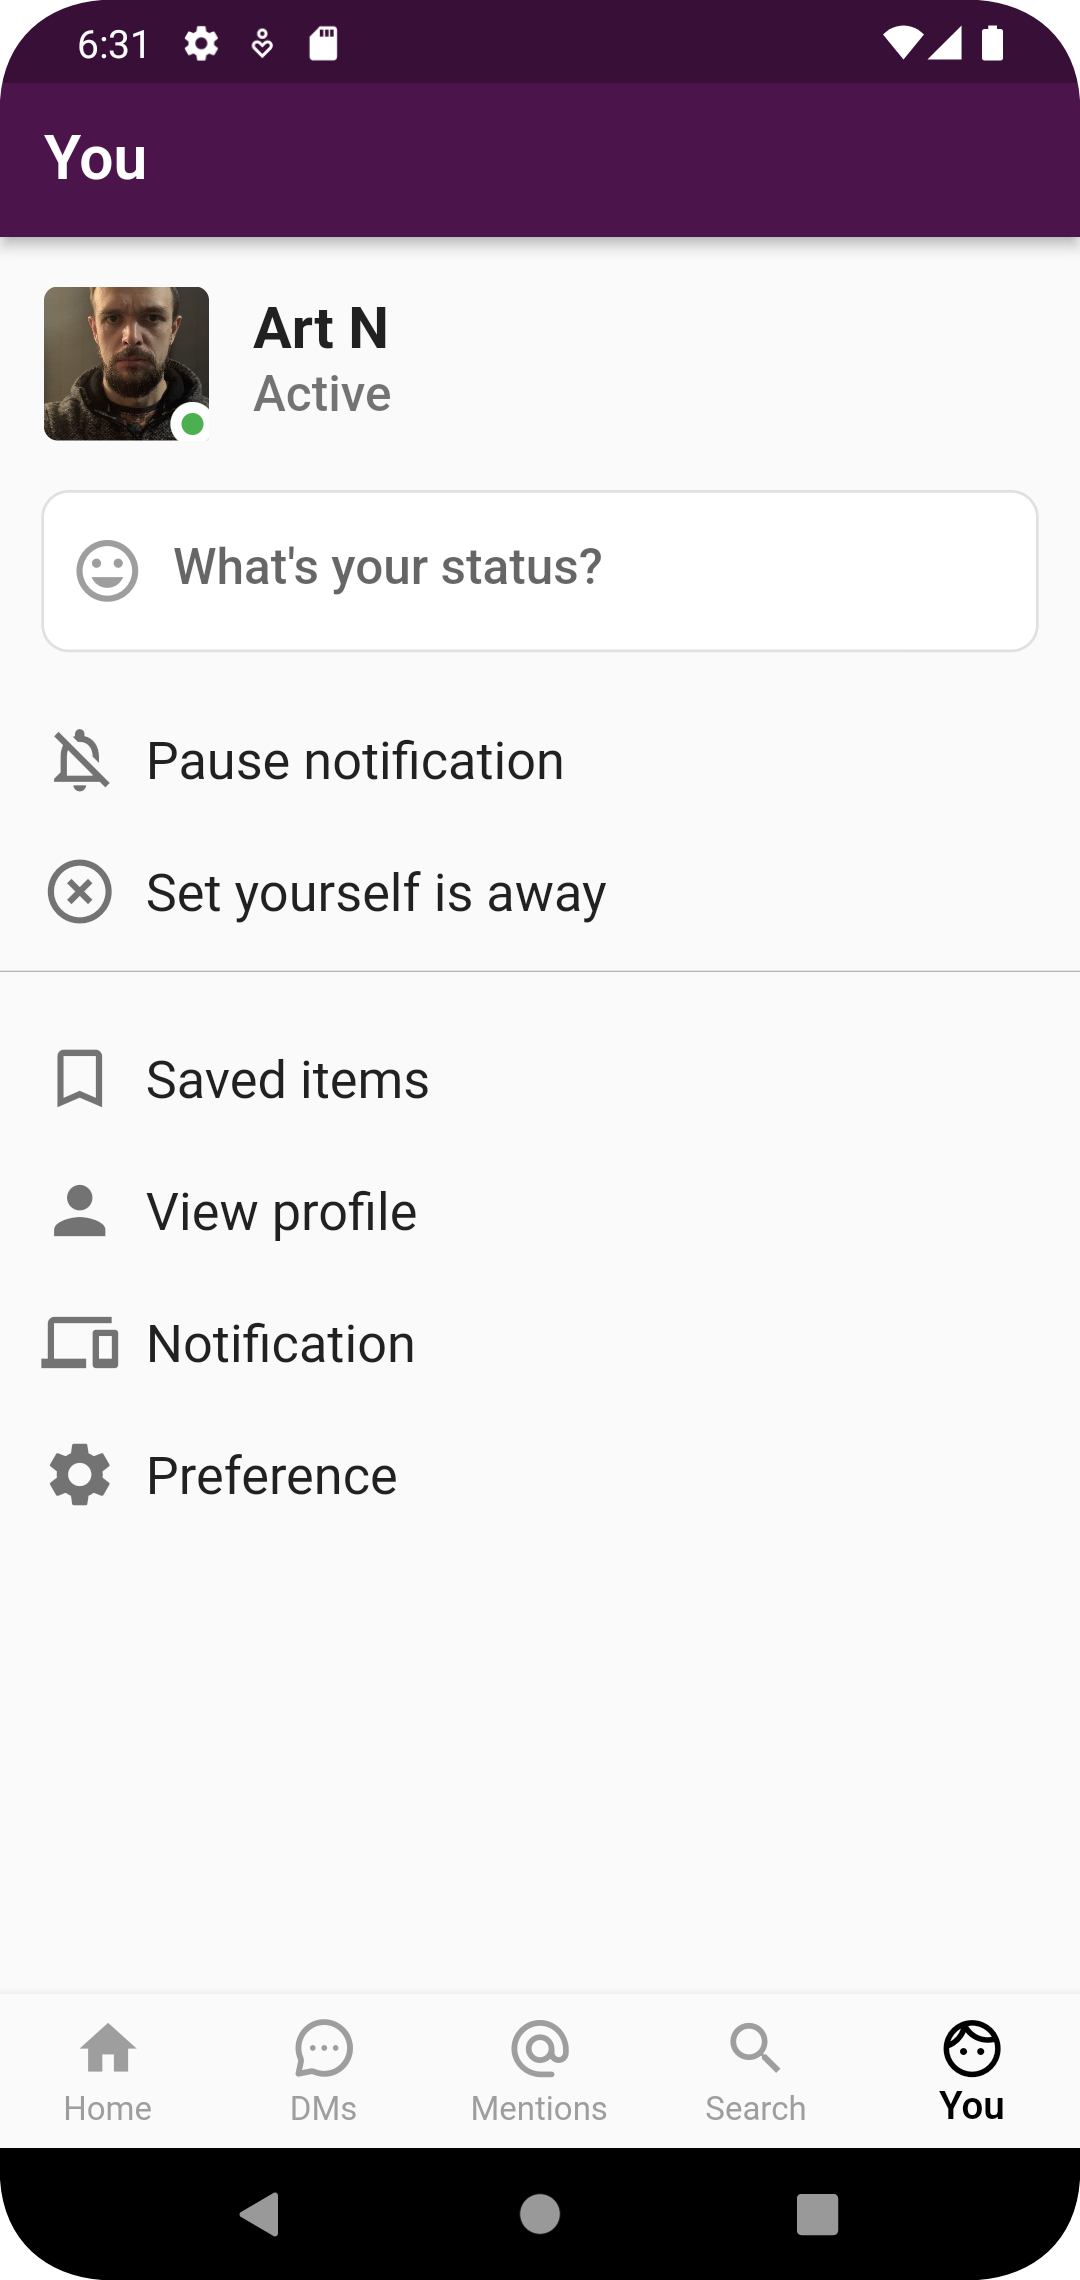 6:31
You
Art N
Active
What's your status?
Pause notification
Set yourself is away
Saved items
View profile
Notification
Preference
Home
DMs
Mentions
Search
You